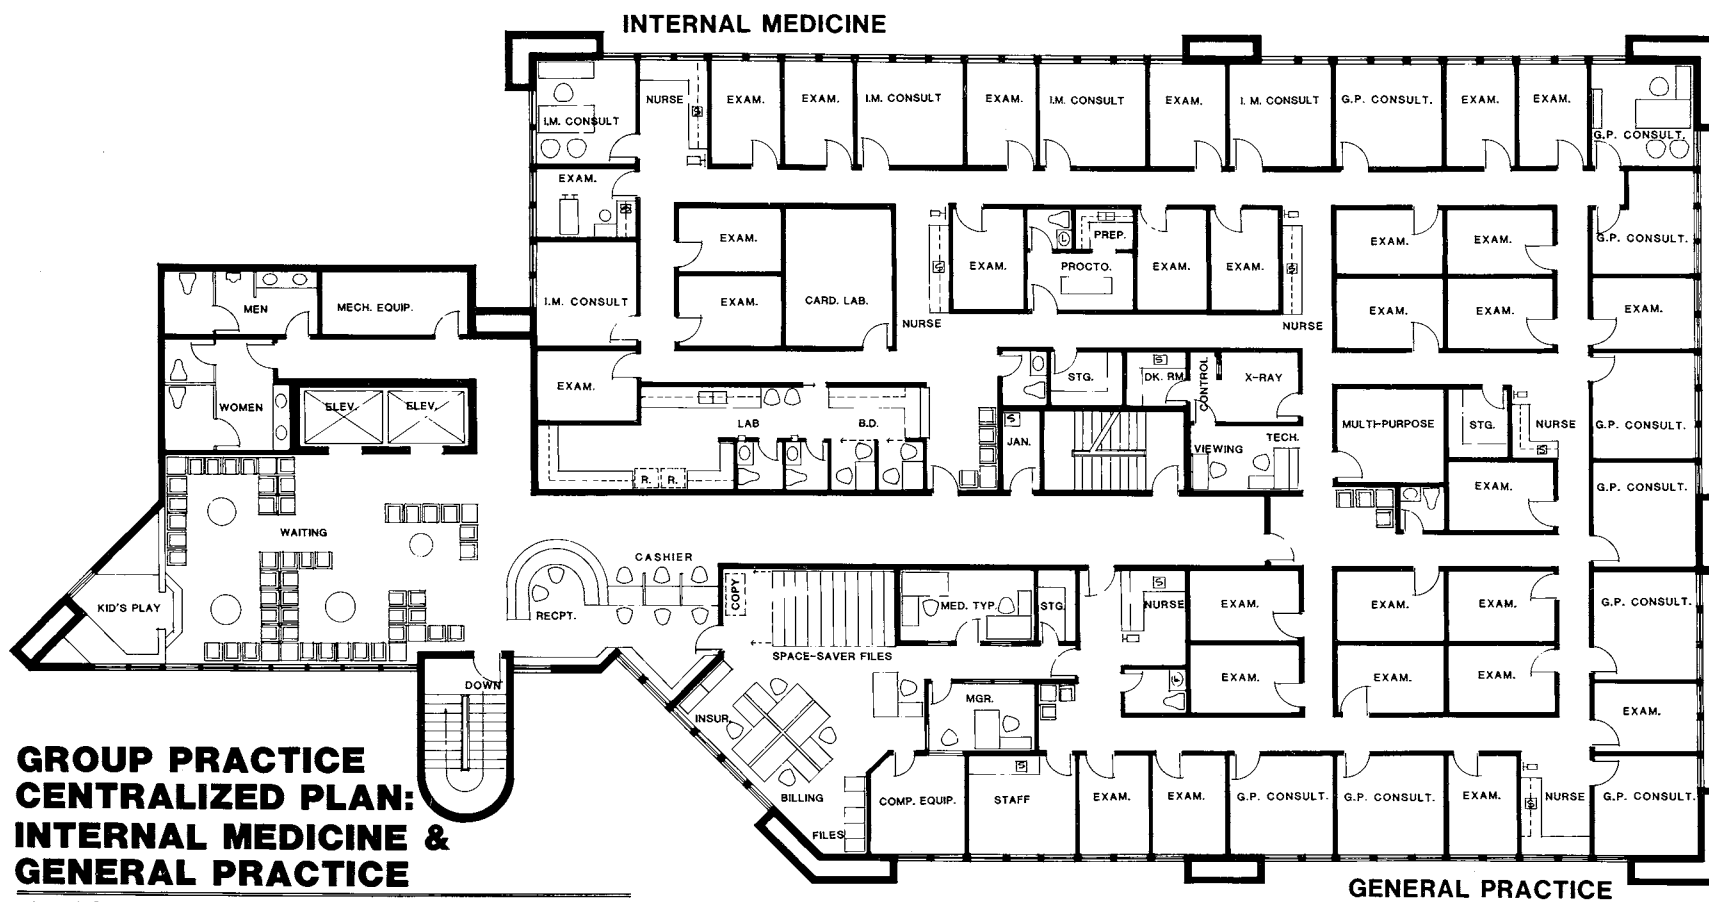 INTERNAL MEDICINE
I.M. CONSULT
NURSE
EXAM.
EXAM.
I.M. CONSULT
EXAM.
I.M. CONSULT
EXAM.
I. M. CONSULT
G.P. CONSULT.
EXAM.
EXAM.
G.P. CONSULT.
EXAM.
S
S
EXAM.
EXAM.
PREP.
EXAM.
EXAM.
G.P. CONSULT.
I.M. CONSULT
EXAM.
CARD. LAB.
S
EXAM.
PROCTO.
EXAM.
EXAM.
S
EXAM.
EXAM.
EXAM.
MEN
MECH. EQUIP.
NURSE
NURSE
EXAM.
STG.
S
DK. RM.
CONTROL
X-RAY
WOMEN
ELEV.
ELEV.
LAB
B.D.
S
JAN.
VIEWING
TECH.
MULTI-PURPOSE
STG.
NURSE
S
G.P. CONSULT.
R.
R.
EXAM.
G.P. CONSULT.
WAITING
CASHIER
KID'S PLAY
RECPT.
COPY
MED. TYP.
STG.
S
NURSE
EXAM.
EXAM.
EXAM.
G.P. CONSULT.
SPACE-SAVER FILES
DOWN
INSUR.
MGR.
EXAM.
EXAM.
EXAM.
EXAM.
BILLING
FILES
COMP. EQUIP.
S
STAFF
EXAM.
EXAM.
G.P. CONSULT.
G.P. CONSULT.
EXAM.
S
NURSE
G.P. CONSULT.
GROUP PRACTICE
CENTRALIZED PLAN:
INTERNAL MEDICINE &
GENERAL PRACTICE
GENERAL PRACTICE